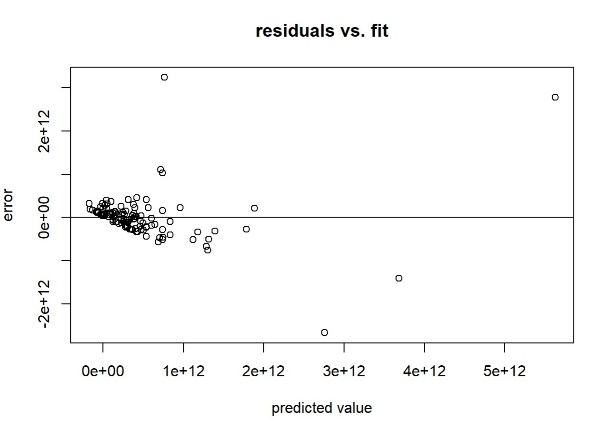 residuals vs. fit
error
2e+12
0e+00
-2e+12
0e+00 1e+12 2e+12 3e+12 4e+12 5e+12
predicted value